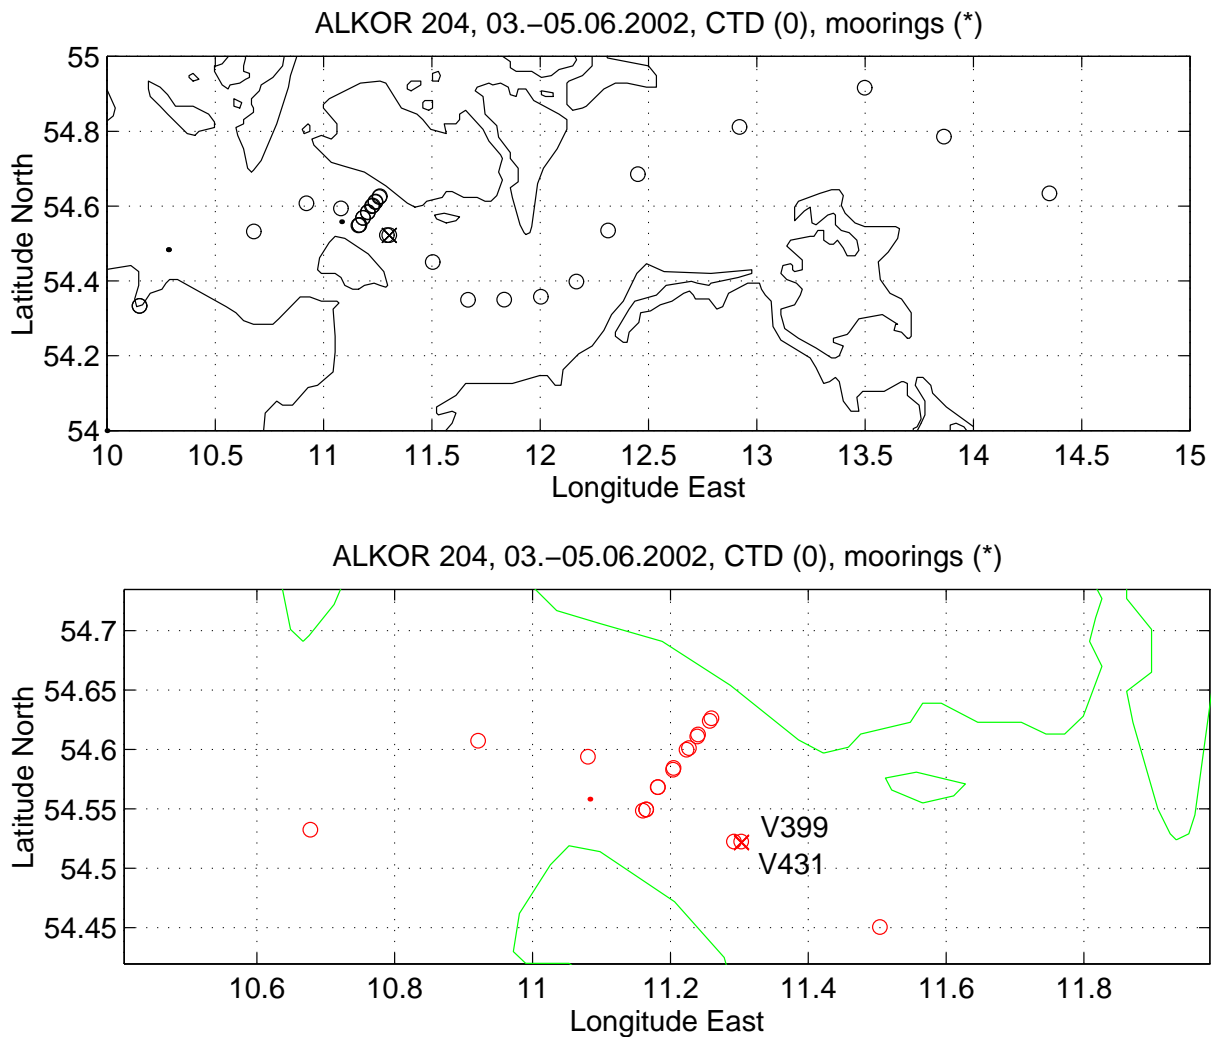 ALKOR 204, 03.−05.06.2002, CTD (0), moorings (*)
55
54.8
54.6
54.4
54.2
54
Latitude North
10 10.5 11 11.5 12 12.5 13 13.5 14 14.5 15
Longitude East
ALKOR 204, 03.−05.06.2002, CTD (0), moorings (*)
54.7
54.65
54.6
54.55
54.5
54.45
Latitude North
V399
V431
10.6 10.8 11 11.2 11.4 11.6 11.8
Longitude East